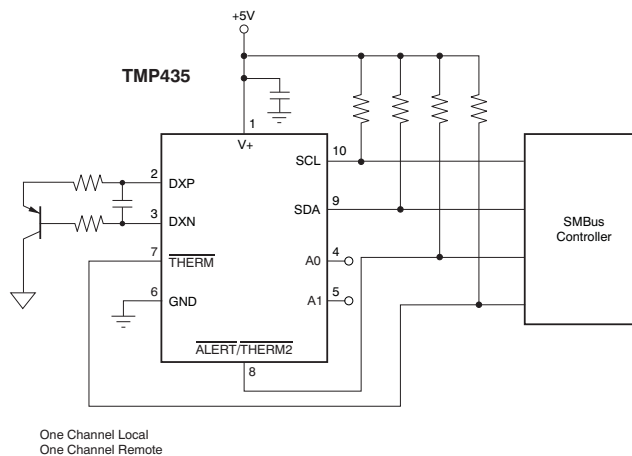 +5V
TMP435
1
V+
10
SCL
2
DXP
3
DXN
9
SDA
SMBus
Controller
7
THERM
4
A0
6
GND
5
A1
ALERT/THERM2
8
One Channel Local
One Channel Remote